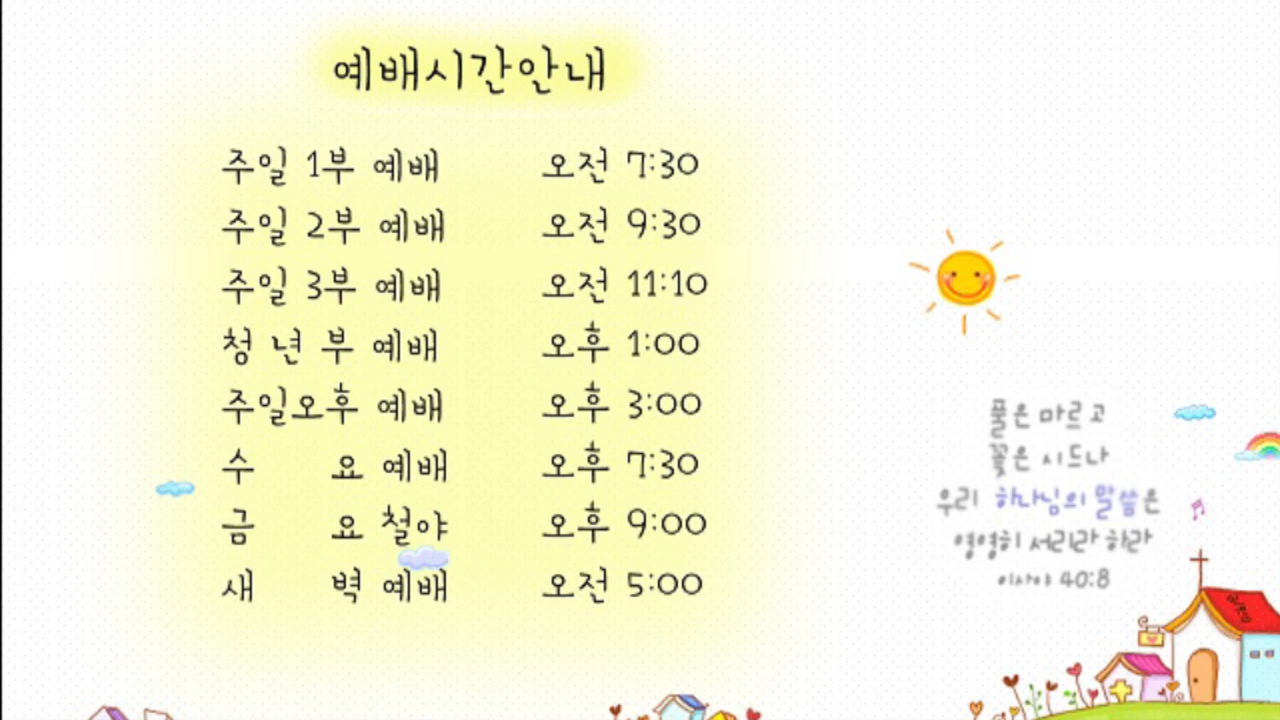 예배시간안내
주일 1부 예배 오전 7:30
주일 2부 예배 오전 9:30
주일 3부 예배 오전 11:10
청 년 부 예배 오후 1:00
주일오후 예배 오후 3:00
수 요 예배 오후 7:30
금 요 철야 오후 9:00
새 벽 예배 오전 5:00
풀은 마르고
꽃은 시드나
우리 하나님의 말씀은
영영히 서리라 하라
이사야 40:8